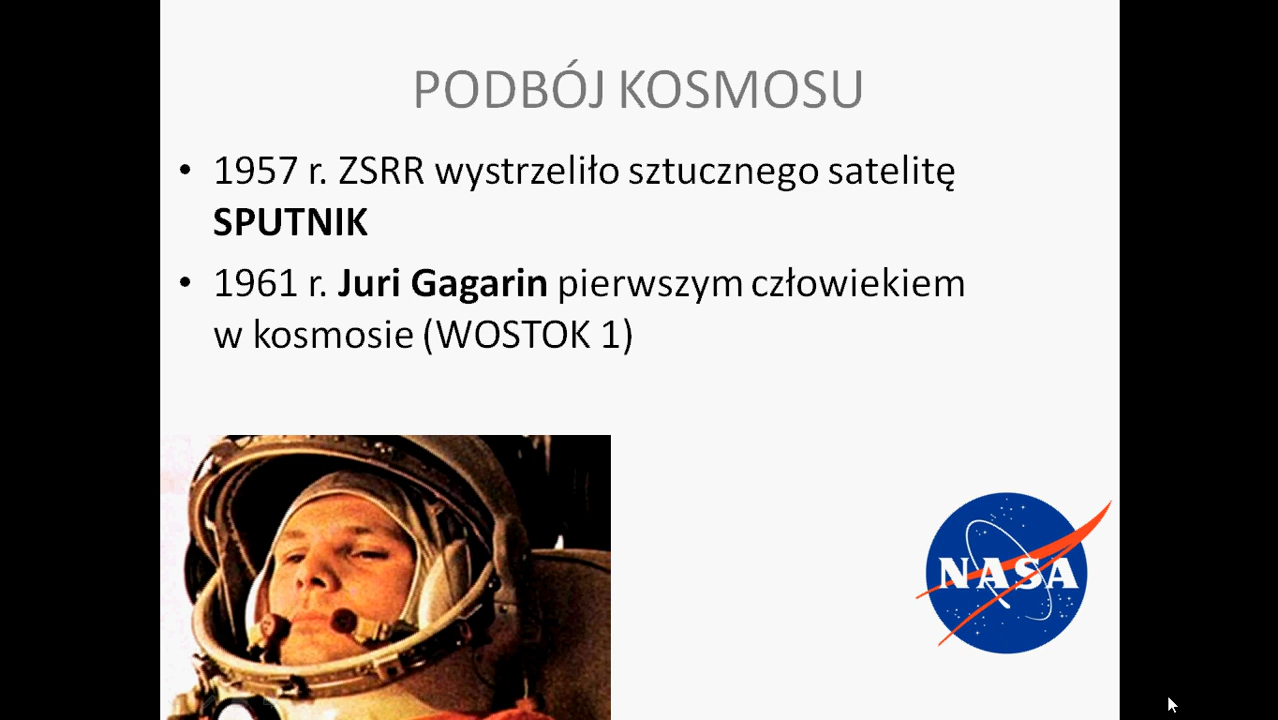 PODBÓJ KOSMOSU
• 1957 r. ZSRR wystrzeliło sztucznego satelitę
SPUTNIK
• 1961 r. Juri Gagarin pierwszym człowiekiem
w kosmosie (WOSTOK 1)
NASA